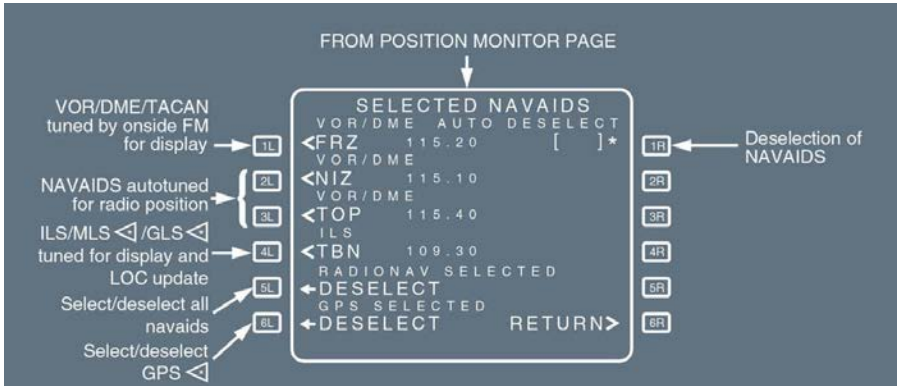 FROM POSITION MONITOR PAGE
VOR/DME/TACAN
tuned by onside FM
for display
NAVAIDS autotuned
for radio position
ILS/MLS /GLS
tuned for display and
LOC update
Select/deselect all
navaids
Select/deselect
GPS
1L
2L
3L
4L
5L
6L
SELECTED NAVAIDS
VOR/DME AUTO DESELECT
<FRZ 115.20 [ ]*
VOR/DME
<NIZ 115.10
VOR/DME
<TOP 115.40
ILS
<TBN 109.30
RADIONAV SELECTED
←DESELECT
GPS SELECTED
←DESELECT RETURN>
1R
2R
3R
4R
5R
6R
Deselection of
NAVAIDS